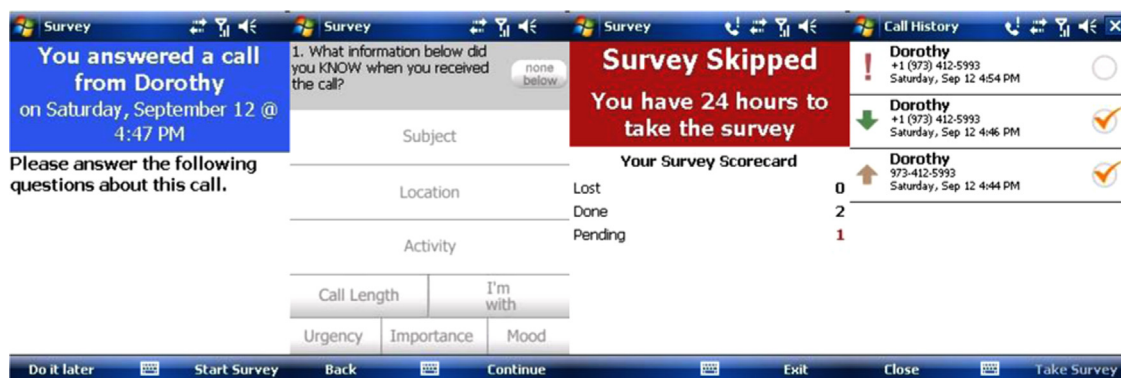 Survey
You answered a call
from Dorothy
on Saturday, September 12 @
4:47 PM
Please answer the following
questions about this call.
Do it later
Start Survey
Survey
1. What information below did
you KNOW when you received
the call?
none
below
Subject
Location
Activity
Call Length
I'm
with
Urgency
Importance
Mood
Back
Continue
Survey
Survey Skipped
You have 24 hours to
take the survey
Your Survey Scorecard
Lost 0
Done 2
Pending 1
Exit
Call History
Dorothy
+1 (973) 412-5993
Saturday, Sep 12 4:54 PM
Dorothy
+1 (973) 412-5993
Saturday, Sep 12 4:46 PM
Dorothy
973-412-5993
Saturday, Sep 12 4:44 PM
Close
Take Survey